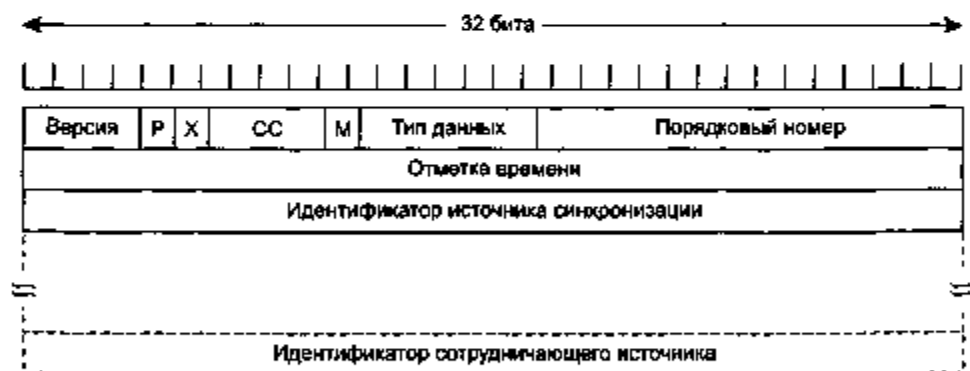 32 бита
Версия P X CC M Тип данных Порядковый номер
Отметка времени
Идентификатор источника синхронизации
Идентификатор сотрудничающего источника